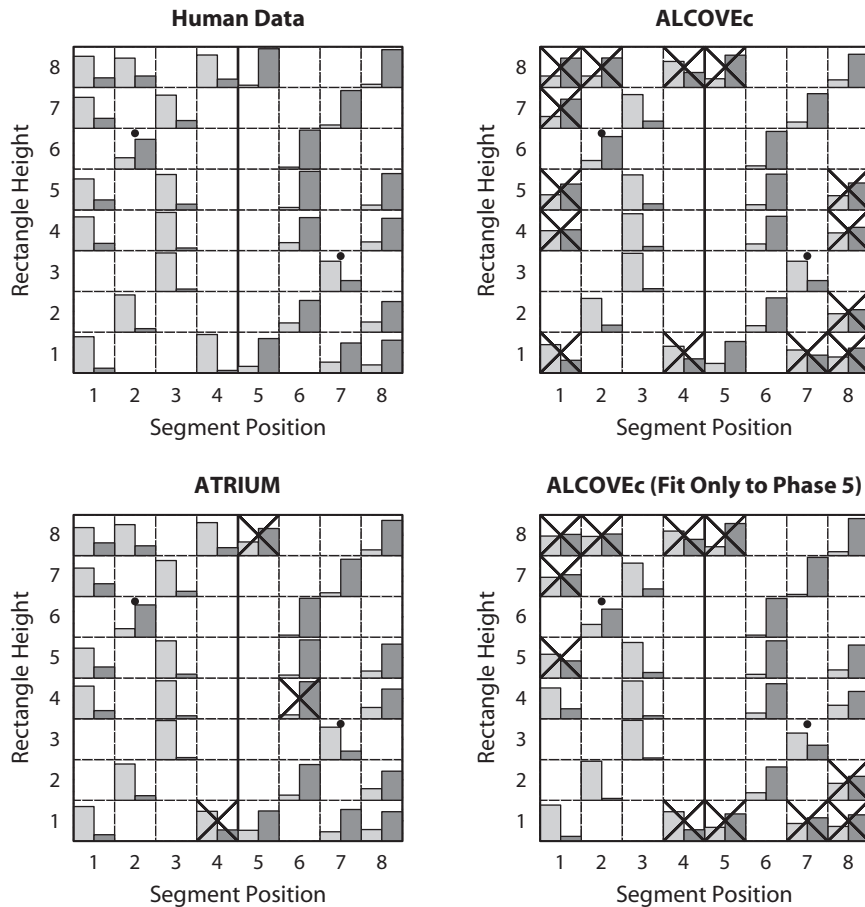 Human Data
Rectangle Height
8
7
6
5
4
3
2
1
1 2 3 4 5 6 7 8
Segment Position
ALCOVEc
Rectangle Height
8
7
6
5
4
3
2
1
1 2 3 4 5 6 7 8
Segment Position
ATRIUM
Rectangle Height
8
7
6
5
4
3
2
1
1 2 3 4 5 6 7 8
Segment Position
ALCOVEc (Fit Only to Phase 5)
Rectangle Height
8
7
6
5
4
3
2
1
1 2 3 4 5 6 7 8
Segment Position